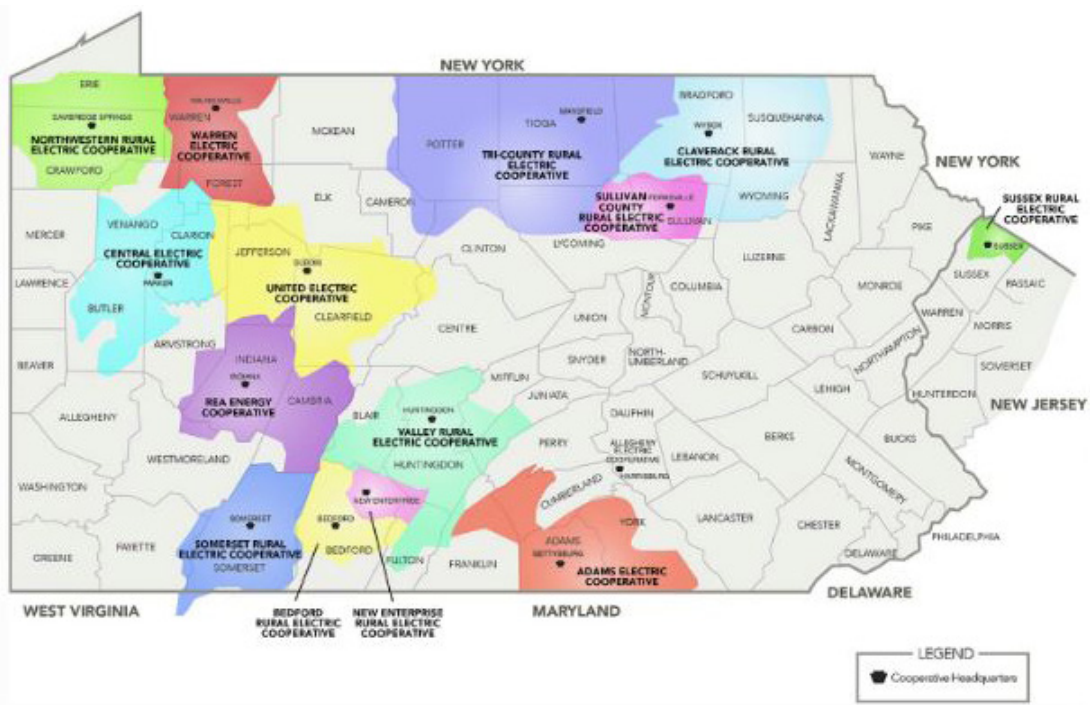 NEW YORK
ERIE
CAMBRIDGE SPRINGS
NORTHWESTERN RURAL
ELECTRIC COOPERATIVE
CRAWFORD
WARREN
WARREN
ELECTRIC
COOPERATIVE
FOREST
MCKEAN
POTTER
TIOGA
MANSFIELD
TRI-COUNTY RURAL
ELECTRIC
COOPERATIVE
BRADFORD
WYSOX
SUSQUEHANNA
CLAVERACK RURAL
ELECTRIC COOPERATIVE
WAYNE
NEW YORK
SUSSEX RURAL
ELECTRIC
COOPERATIVE
SUSSEX
ELK
CAMERON
SULLIVAN
COUNTY
RURAL ELECTRIC
COOPERATIVE
FORKSVILLE
SULLIVAN
WYOMING
LACKAWANNA
PIKE
MERCER
VENANGO
CLARION
CENTRAL ELECTRIC
COOPERATIVE
PARKER
BUTLER
LAWRENCE
JEFFERSON
DUBOIS
UNITED ELECTRIC
COOPERATIVE
CLEARFIELD
CLINTON
LYCOMING
LUZERNE
COLUMBIA
MONTOUR
MONROE
SUSSEX
PASSAIC
WARREN
MORRIS
SOMERSET
HUNTERDON
NEW JERSEY
BEAVER
ARMSTRONG
INDIANA
INDIANA
REA ENERGY
COOPERATIVE
CAMBRIA
CENTRE
UNION
SNYDER
NORTH-
UMBERLAND
CARBON
NORTHAMPTON
SCHUYLKILL
LEHIGH
MIFFLIN
JUNIATA
ALLEGHENY
WESTMORELAND
BLAIR
HUNTINGDON
VALLEY RURAL
ELECTRIC COOPERATIVE
HUNTINGDON
DAUPHIN
PERRY
ALLEGHENY
ELECTRIC
COOPERATIVE
HARRISBURG
LEBANON
BERKS
BUCKS
MONTGOMERY
WASHINGTON
GREENE
FAYETTE
SOMERSET
SOMERSET RURAL
ELECTRIC COOPERATIVE
SOMERSET
BEDFORD
BEDFORD
NEW ENTERPRISE
FULTON
FRANKLIN
CUMBERLAND
ADAMS
GETTYSBURG
YORK
ADAMS ELECTRIC
COOPERATIVE
LANCASTER
CHESTER
DELAWARE
PHILADELPHIA
WEST VIRGINIA
BEDFORD
RURAL ELECTRIC
COOPERATIVE
NEW ENTERPRISE
RURAL ELECTRIC
COOPERATIVE
MARYLAND
DELAWARE
LEGEND
Cooperative Headquarters